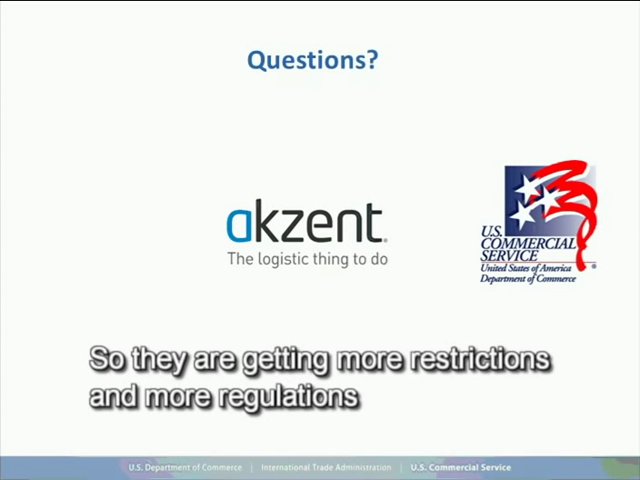 Questions?
akzent®
The logistic thing to do
U.S.
COMMERCIAL
SERVICE
United States of America ®
Department of Commerce
So they are getting more restrictions
and more regulations
U.S. Department of Commerce | International Trade Administration | U.S. Commercial Service